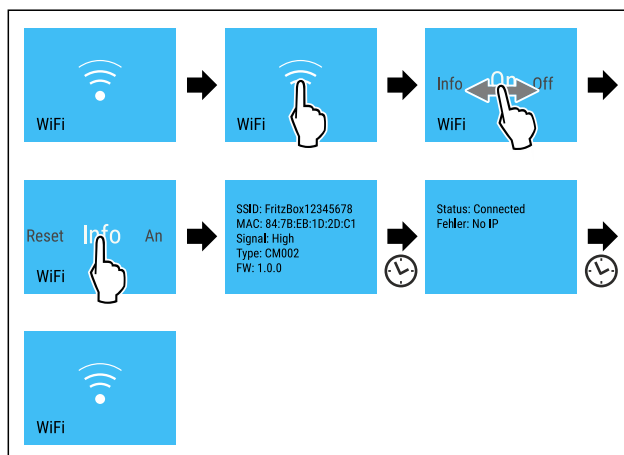 WiFi
WiFi
Info On Off
WiFi
Reset Info An
WiFi
SSID: FritzBox12345678
MAC: 84:7B:EB:1D:2D:C1
Signal: High
Type: CM002
FW: 1.0.0
Status: Connected
Fehler: No IP
WiFi